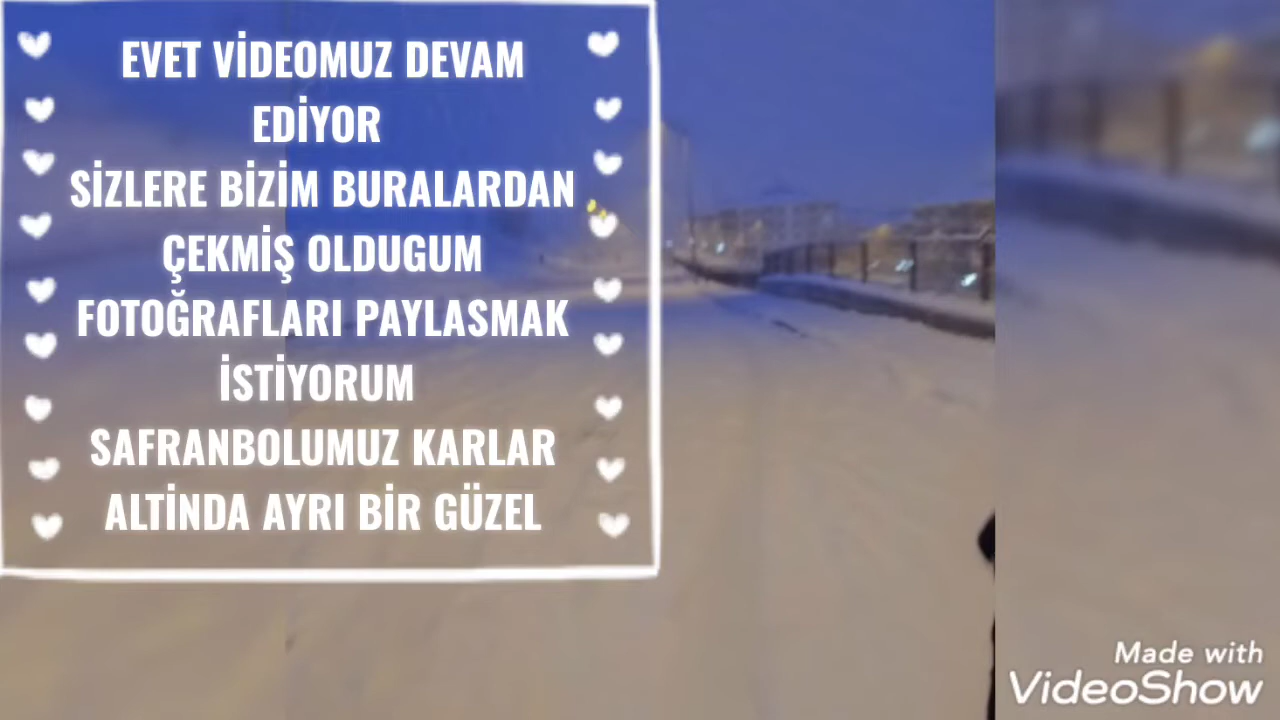 EVET VİDEOMUZ DEVAM
EDİYOR
SİZLERE BİZİM BURALARDAN
ÇEKMİŞ OLDUGUM
FOTOĞRAFLARI PAYLASMAK
İSTİYORUM
SAFRANBOLUMUZ KARLAR
ALTİNDA AYRI BİR GÜZEL
Made with
VideoShow